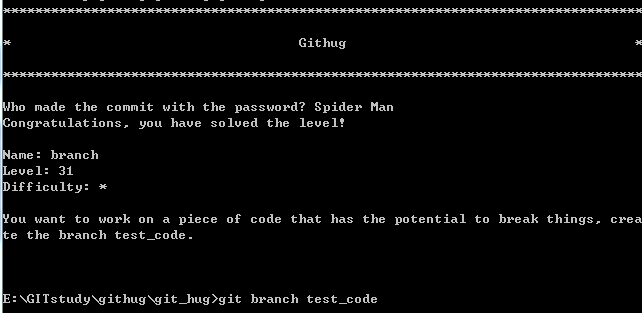 ********************************************************************************
* Githug *
********************************************************************************
Who made the commit with the password? Spider Man
Congratulations, you have solved the level!
Name: branch
Level: 31
Difficulty: *
You want to work on a piece of code that has the potential to break things, crea
te the branch test_code.
E:\GITstudy\githug\git_hug>git branch test_code